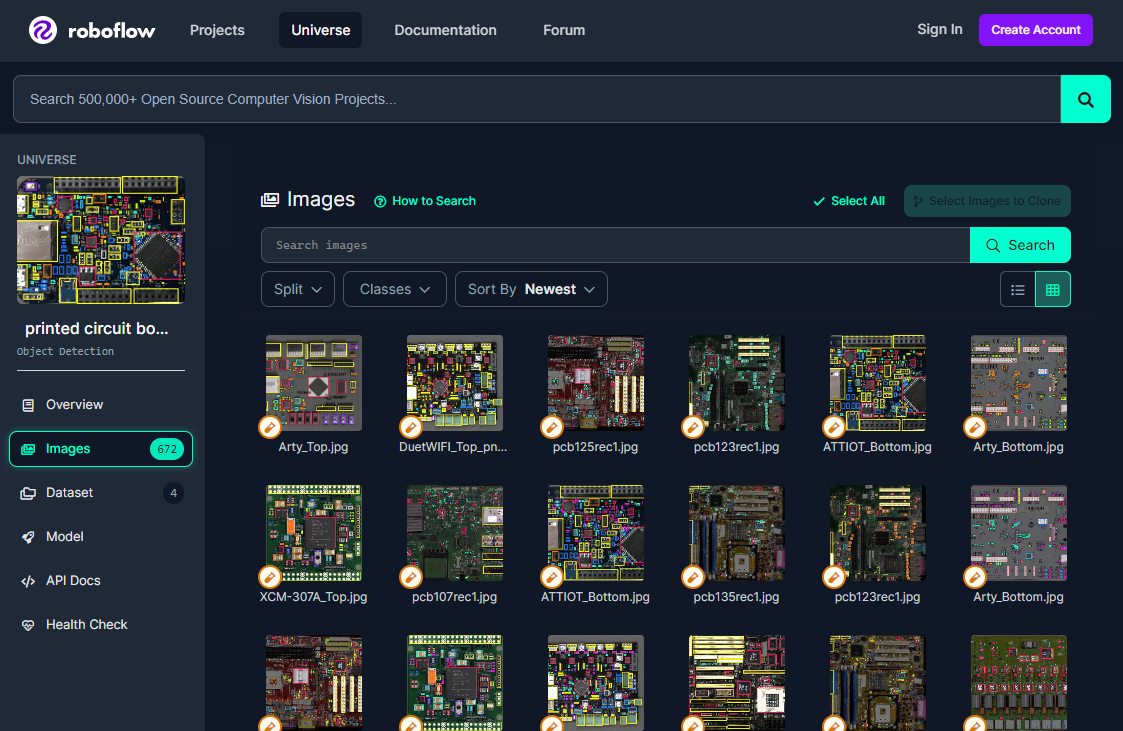 roboflow
Projects
Universe
Documentation
Forum
Sign In
Create Account
Search 500,000+ Open Source Computer Vision Projects...
UNIVERSE
printed circuit bo...
Object Detection
Overview
Images 672
Dataset 4
Model
API Docs
Health Check
Images
How to Search
Select All
Select Images to Clone
Search images
Search
Split
Classes
Sort By Newest
Arty_Top.jpg
DuetWIFI_Top_pn...
pcb125rec1.jpg
pcb123rec1.jpg
ATTIOT_Bottom.jpg
Arty_Bottom.jpg
XCM-307A_Top.jpg
pcb107rec1.jpg
ATTIOT_Bottom.jpg
pcb135rec1.jpg
pcb123rec1.jpg
Arty_Bottom.jpg